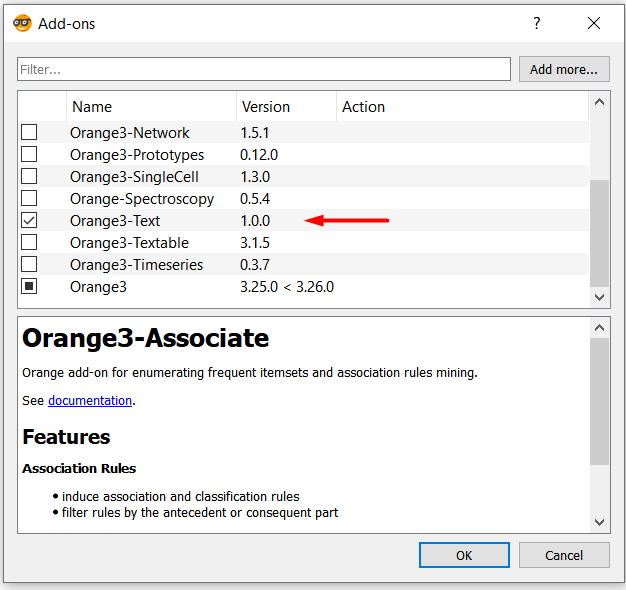 Add-ons
?
Filter...
Add more...
Name Version Action
Orange3-Network 1.5.1
Orange3-Prototypes 0.12.0
Orange3-SingleCell 1.3.0
Orange-Spectroscopy 0.5.4
Orange3-Text 1.0.0
Orange3-Textable 3.1.5
Orange3-Timeseries 0.3.7
Orange3 3.25.0 < 3.26.0
Orange3-Associate
Orange add-on for enumerating frequent itemsets and association rules mining.
See documentation.
Features
Association Rules
• induce association and classification rules
• filter rules by the antecedent or consequent part
OK Cancel